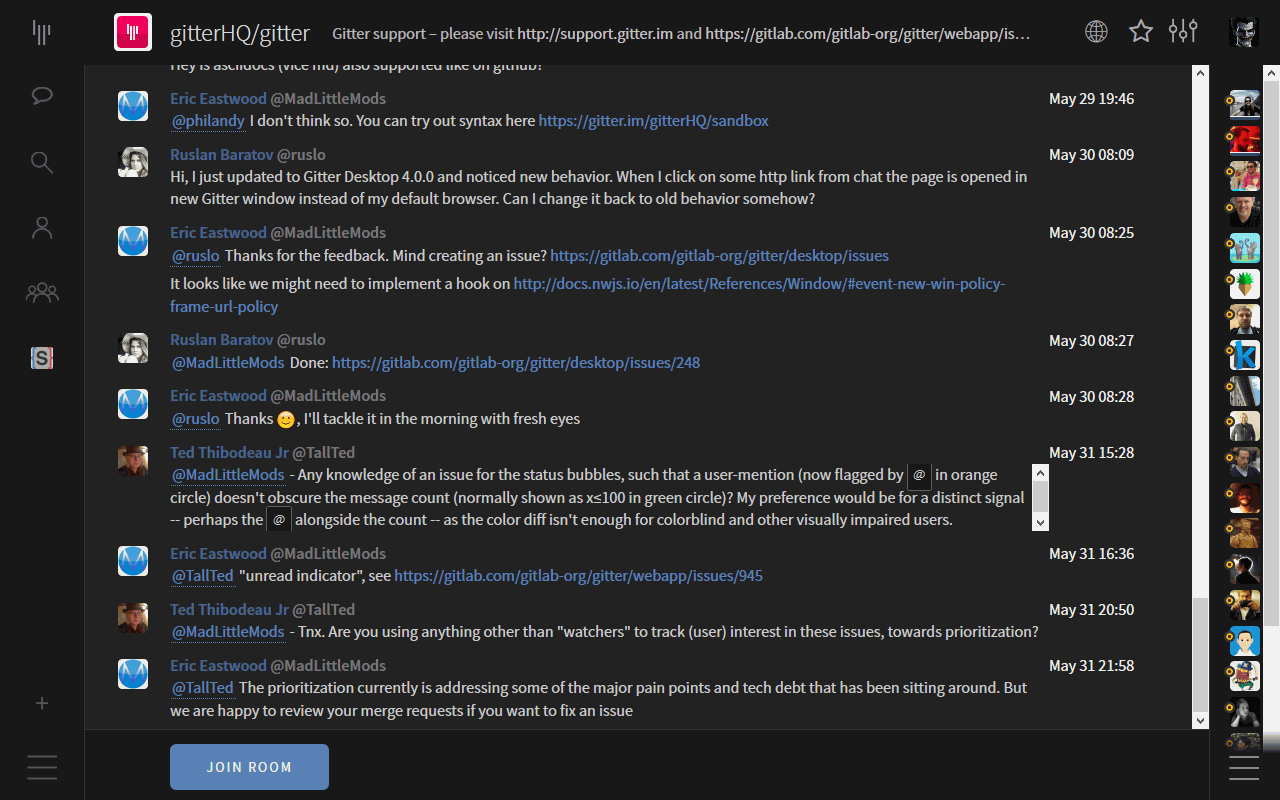 gitterHQ/gitter
Gitter support – please visit http://support.gitter.im and https://gitlab.com/gitlab-org/gitter/webapp/is…
Hey is asciidocs (vice md) also supported like on github?
Eric Eastwood @MadLittleMods May 29 19:46
@philandy I don't think so. You can try out syntax here https://gitter.im/gitterHQ/sandbox
Ruslan Baratov @ruslo May 30 08:09
Hi, I just updated to Gitter Desktop 4.0.0 and noticed new behavior. When I click on some http link from chat the page is opened in
new Gitter window instead of my default browser. Can I change it back to old behavior somehow?
Eric Eastwood @MadLittleMods May 30 08:25
@ruslo Thanks for the feedback. Mind creating an issue? https://gitlab.com/gitlab-org/gitter/desktop/issues
It looks like we might need to implement a hook on http://docs.nwjs.io/en/latest/References/Window/#event-new-win-policy-
frame-url-policy
Ruslan Baratov @ruslo May 30 08:27
@MadLittleMods Done: https://gitlab.com/gitlab-org/gitter/desktop/issues/248
Eric Eastwood @MadLittleMods May 30 08:28
@ruslo Thanks 🙂, I'll tackle it in the morning with fresh eyes
Ted Thibodeau Jr @TallTed May 31 15:28
@MadLittleMods - Any knowledge of an issue for the status bubbles, such that a user-mention (now flagged by @ in orange
circle) doesn't obscure the message count (normally shown as x≤100 in green circle)? My preference would be for a distinct signal
-- perhaps the @ alongside the count -- as the color diff isn't enough for colorblind and other visually impaired users.
Eric Eastwood @MadLittleMods May 31 16:36
@TallTed "unread indicator", see https://gitlab.com/gitlab-org/gitter/webapp/issues/945
Ted Thibodeau Jr @TallTed May 31 20:50
@MadLittleMods - Tnx. Are you using anything other than "watchers" to track (user) interest in these issues, towards prioritization?
Eric Eastwood @MadLittleMods May 31 21:58
@TallTed The prioritization currently is addressing some of the major pain points and tech debt that has been sitting around. But
we are happy to review your merge requests if you want to fix an issue
JOIN ROOM
S
k